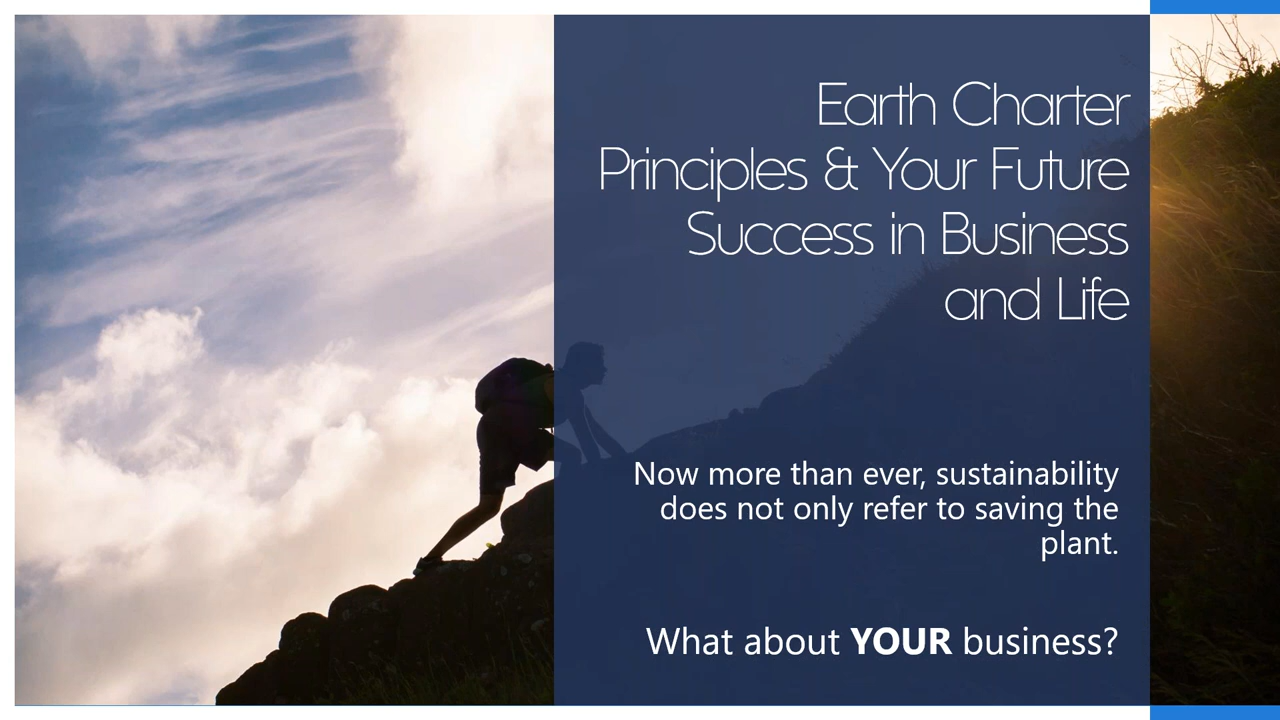 Earth Charter
Principles & Your Future
Success in Business
and Life
Now more than ever, sustainability
does not only refer to saving the
plant.
What about YOUR business?